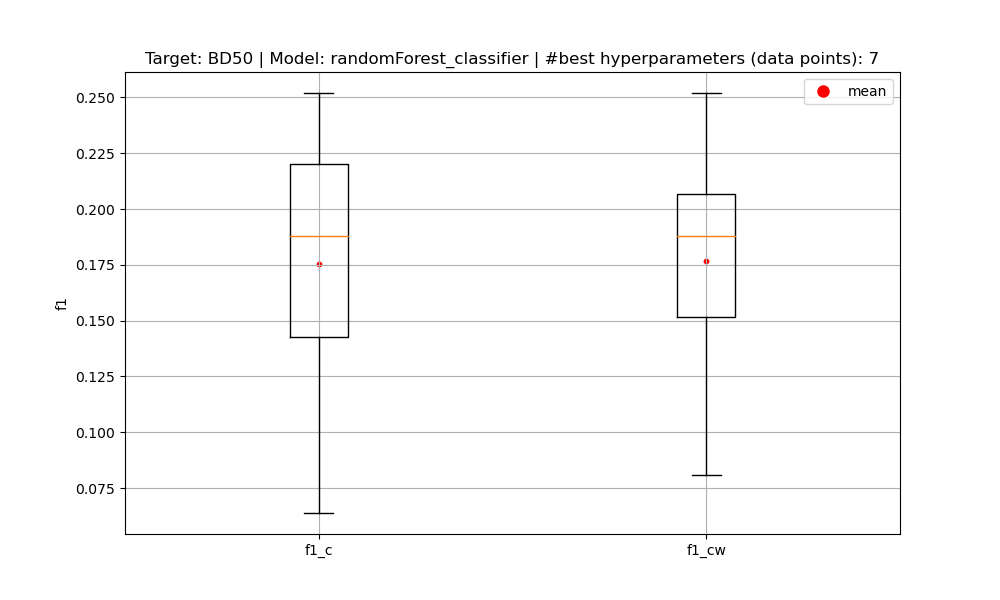 Target: BD50 | Model: randomForest_classifier | #best hyperparameters (data points): 7
mean
0.250
0.225
0.200
0.175
0.150
0.125
0.100
0.075
f1
f1_c
f1_cw